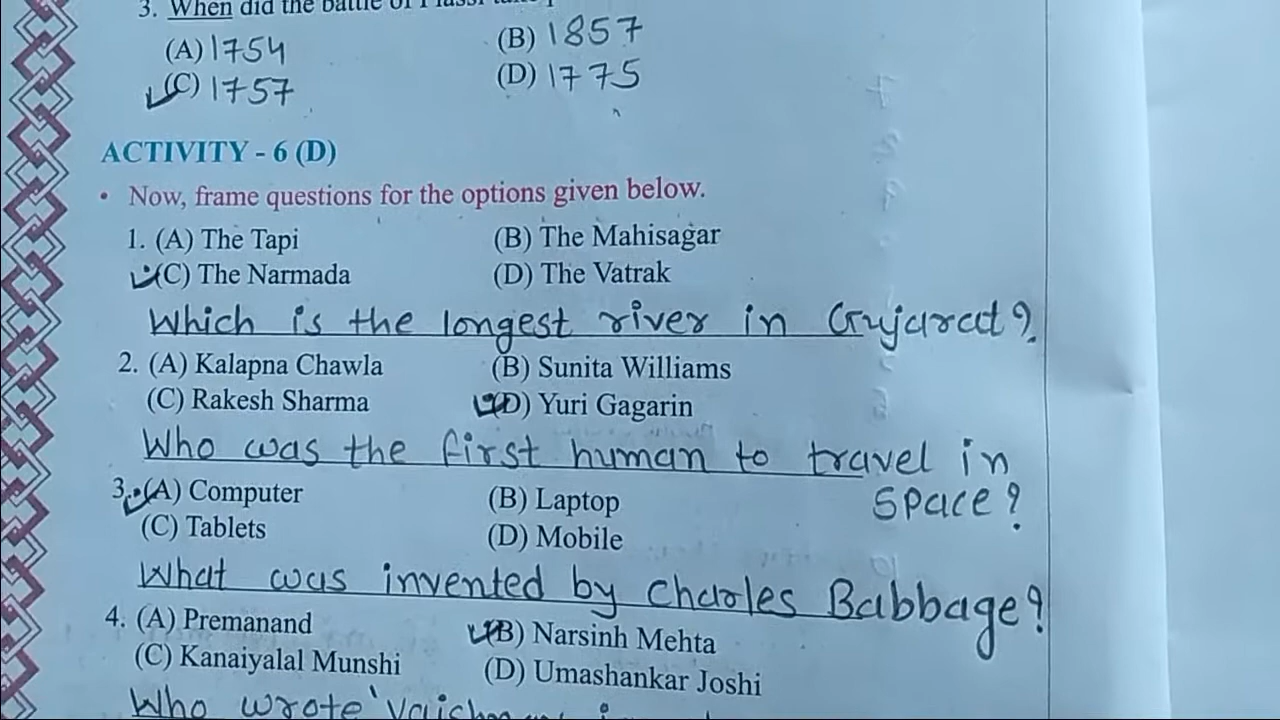 3. When did the battle of
(A) 1754 (B) 1857
(C) 1757 (D) 1775
ACTIVITY - 6 (D)
• Now, frame questions for the options given below.
1. (A) The Tapi (B) The Mahisagar
(C) The Narmada (D) The Vatrak
Which is the longest river in Gujarat?
2. (A) Kalapna Chawla (B) Sunita Williams
(C) Rakesh Sharma (D) Yuri Gagarin
Who was the first human to travel in
space?
3. (A) Computer (B) Laptop
(C) Tablets (D) Mobile
What was invented by Charles Babbage?
4. (A) Premanand (B) Narsinh Mehta
(C) Kanaiyalal Munshi (D) Umashankar Joshi
Who wrote